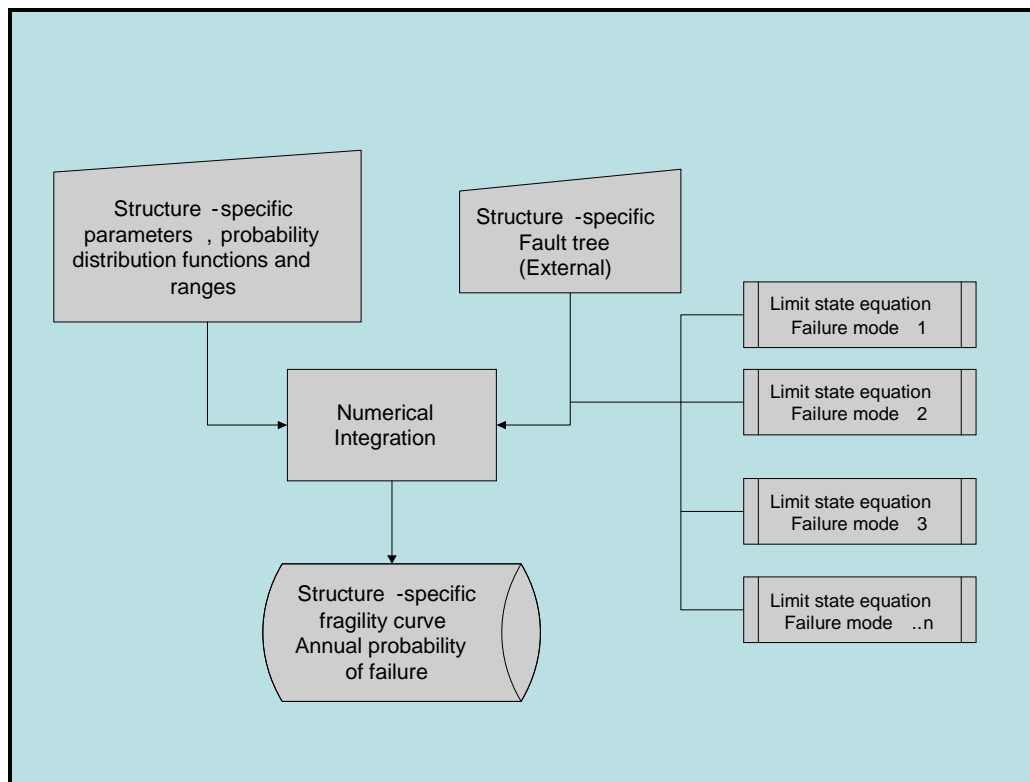 Structure -specific
parameters , probability
distribution functions and
ranges
Structure -specific
Fault tree
(External)
Limit state equation
Failure mode 1
Limit state equation
Failure mode 2
Numerical
Integration
Limit state equation
Failure mode 3
Limit state equation
Failure mode ..n
Structure -specific
fragility curve
Annual probability
of failure